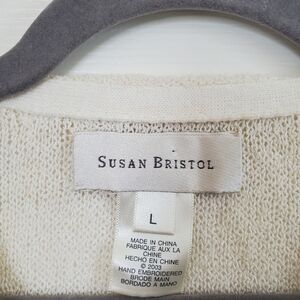 SUSAN BRISTOL
L
MADE IN CHINA
FABRIQUE AUX LA
CHINE
HECHO EN CHINE
© 2003
HAND EMBROIDERED
BRODE MAIN
BORDADO A MANO